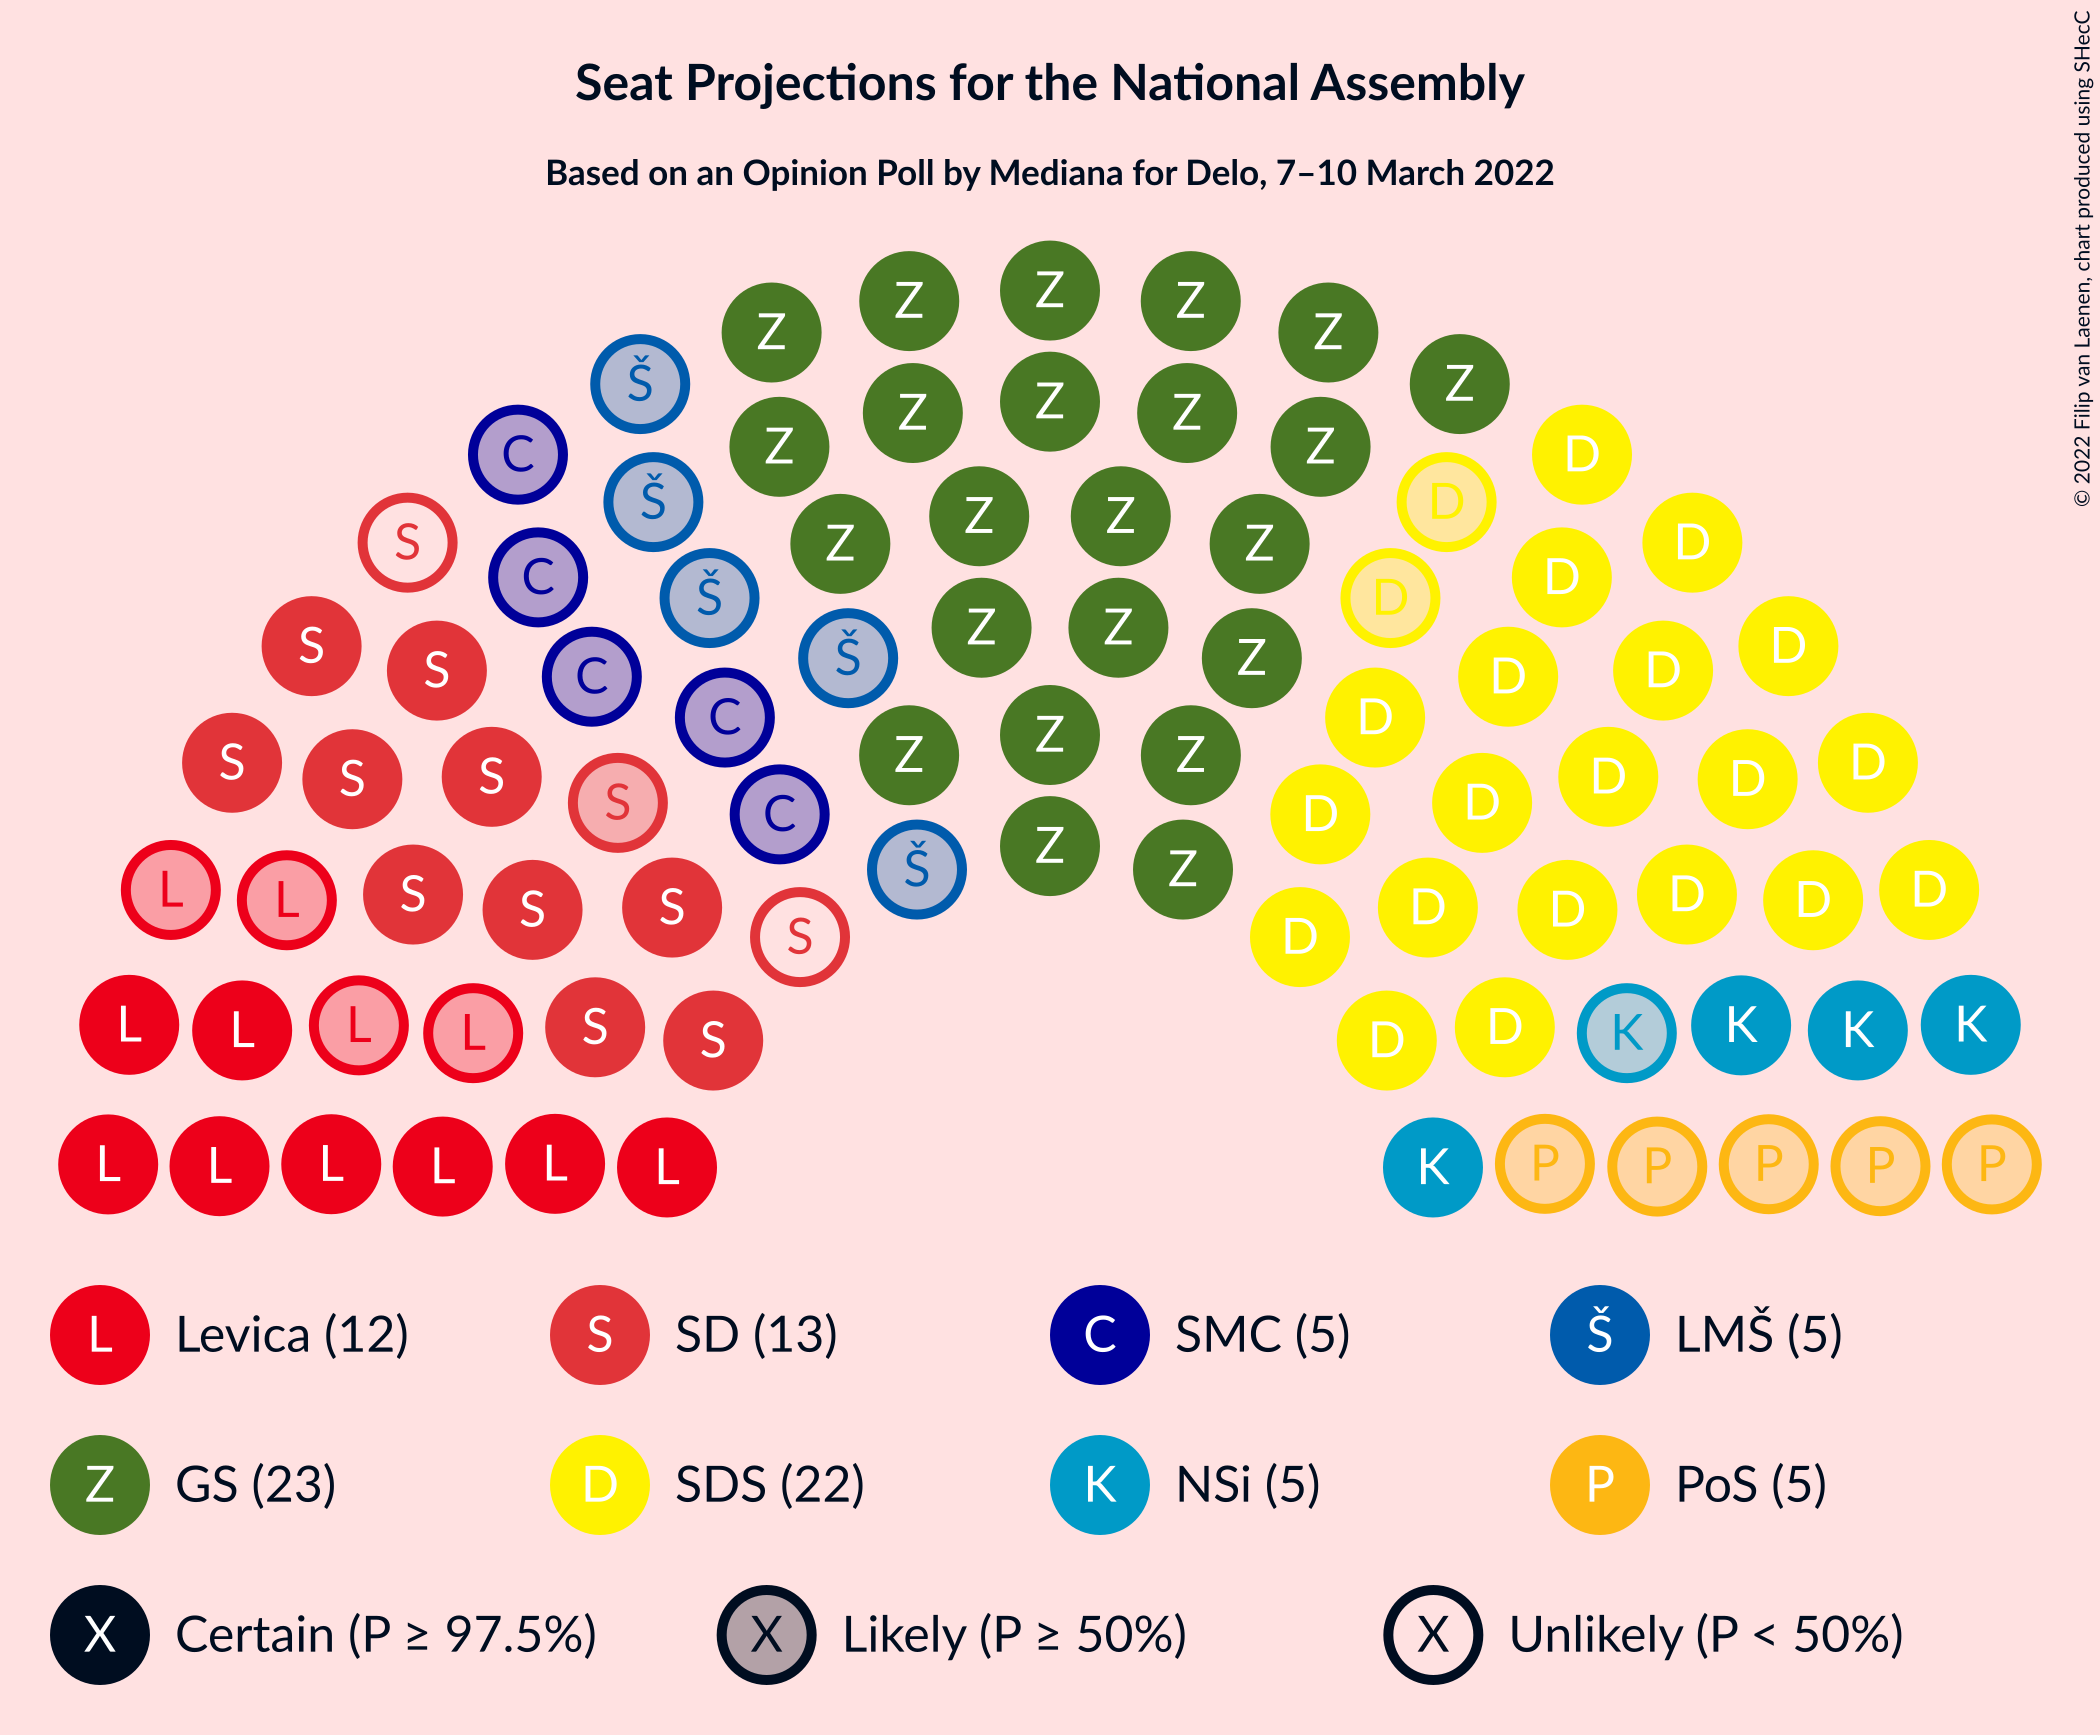 Seat Projections for the National Assembly
Based on an Opinion Poll by Mediana for Delo, 7–10 March 2022
© 2022 Filip van Laenen, chart produced using SHecC
Z Z Z Z Z
Š Z Z
Z Z Z
C Z Z D
Š Z Z D D
S Z Z Z Z D
C Š D D
S Z Z Z D
S C Š D D
C D
S S S Z Z Z D D D
C S D D
L L S Š Z Z D D D
S S S D D D
L L L L S S D D K K K K
L L L L L L K P P P P P
L Levica (12) S SD (13) C SMC (5) Š LMŠ (5)
Z GS (23) D SDS (22) K NSi (5) P PoS (5)
X Certain (P ≥ 97.5%) X Likely (P ≥ 50%) X Unlikely (P < 50%)